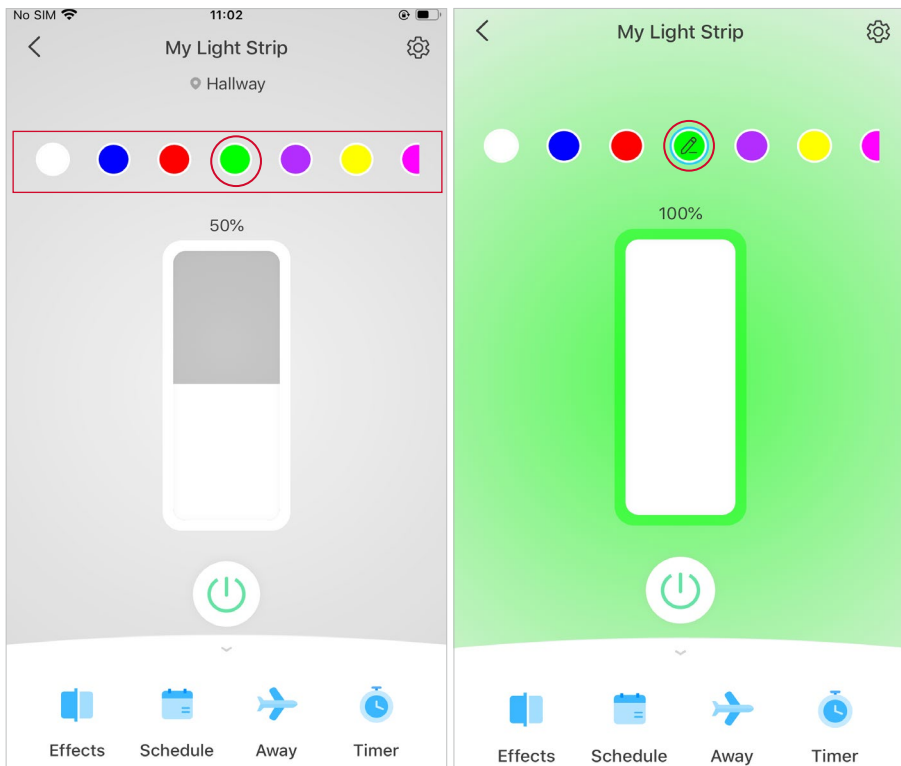 No SIM 11:02
My Light Strip
Hallway
50%
Effects Schedule Away Timer
My Light Strip
100%
Effects Schedule Away Timer